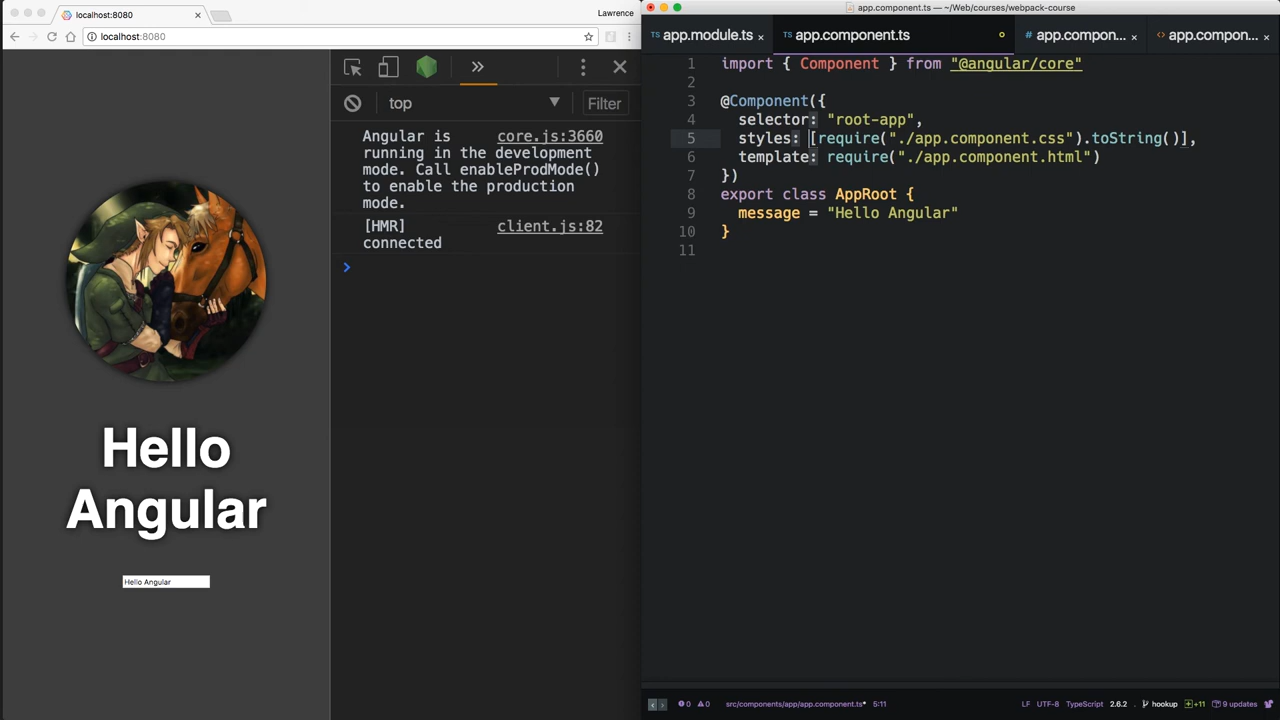 localhost:8080
×
Lawrence
localhost:8080
top
Filter
Angular is core.js:3660
running in the development
mode. Call enableProdMode()
to enable the production
mode.
[HMR] client.js:82
connected
Hello
Angular
Hello Angular
app.component.ts — ~/Web/courses/webpack-course
TS app.module.ts ×
TS app.component.ts
# app.compon... ×
<> app.compon... ×
1 import { Component } from "@angular/core"
2
3 @Component({
4 selector: "root-app",
5 styles: [require("./app.component.css").toString()],
6 template: require("./app.component.html")
7 })
8 export class AppRoot {
9 message = "Hello Angular"
10 }
11
0 0 src/components/app/app.component.ts* 5:11 LF UTF-8 TypeScript 2.6.2 hookup +11 9 updates